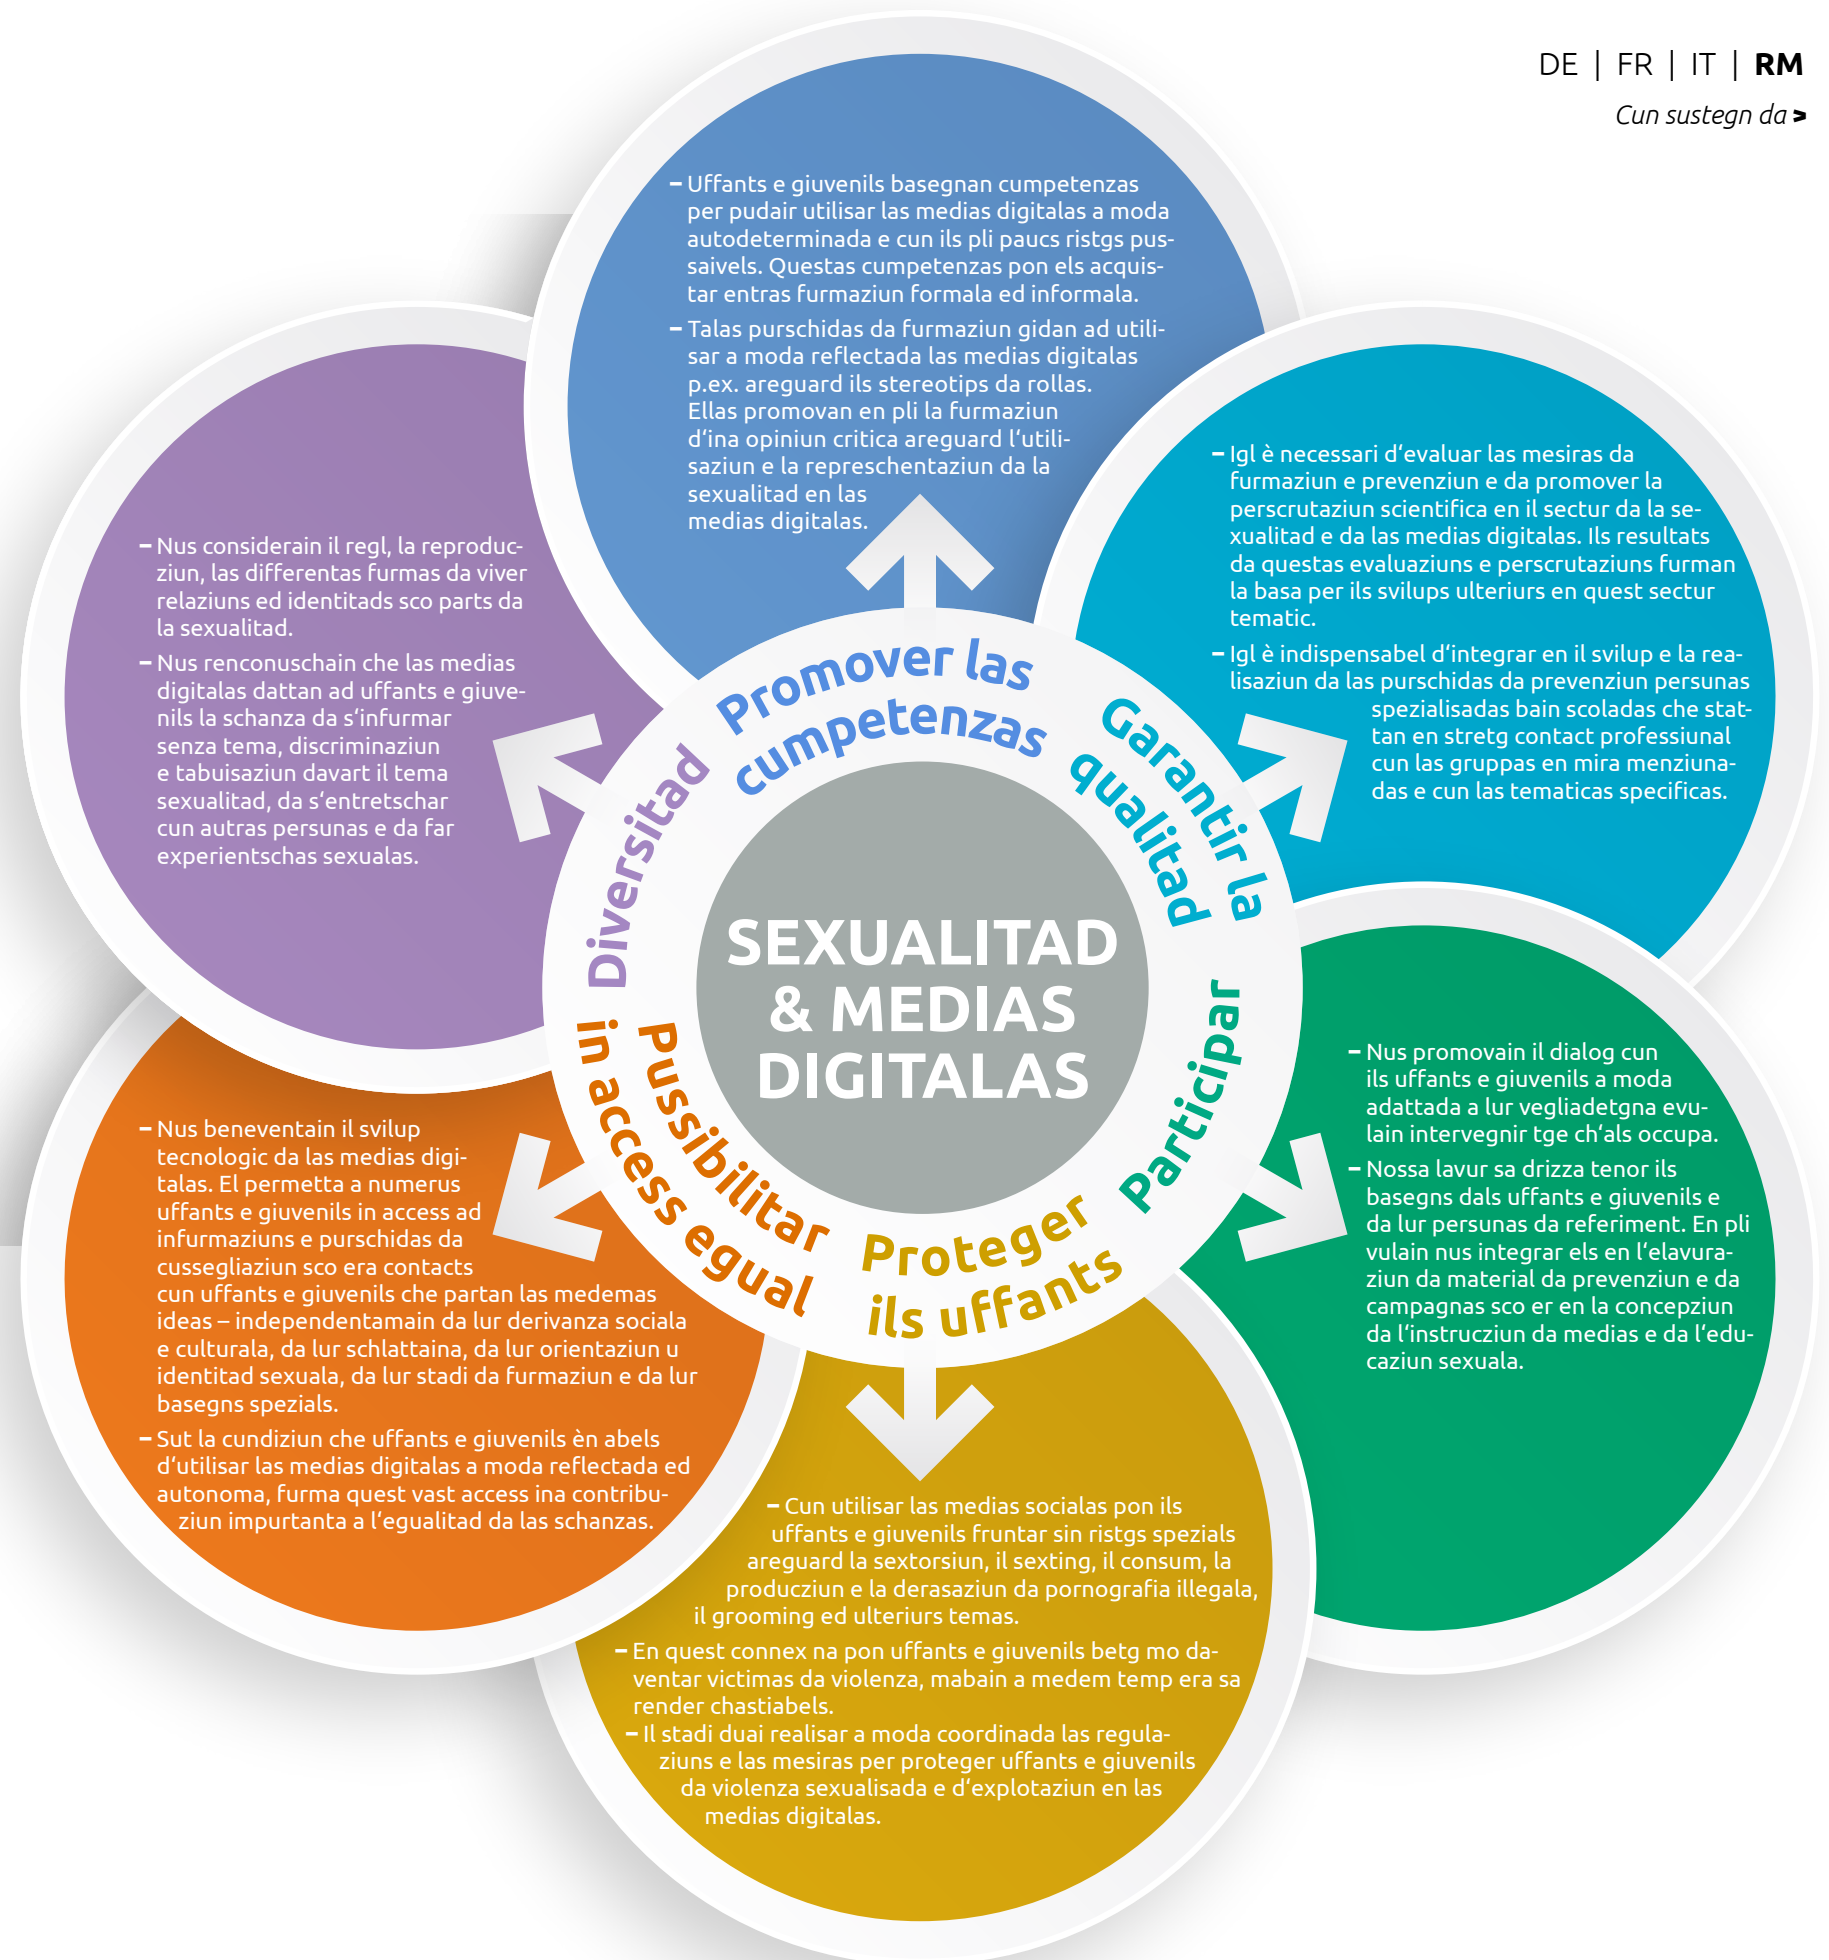 DE | FR | IT | RM
Cun sustegn da >
– Uffants e giuvenils basegnan cumpetenzas
per pudair utilisar las medias digitalas a moda
autodeterminada e cun ils pli paucs ristgs pus-
saivels. Questas cumpetenzas pon els acquis-
tar entras furmaziun formala ed informala.
– Talas purschidas da furmaziun gidan ad utili-
sar a moda reflectada las medias digitalas
p.ex. areguard ils stereotips da rollas.
Ellas promovan en pli la furmaziun
d‘ina opiniun critica areguard l‘utili-
saziun e la represchentaziun da la
sexualitad en las
medias digitalas.
– Igl è necessari d‘evaluar las mesiras da
furmaziun e prevenziun e da promover la
perscrutaziun scientifica en il sectur da la se-
xualitad e da las medias digitalas. Ils resultats
da questas evaluaziuns e perscrutaziuns furman
la basa per ils svilups ulteriurs en quest sectur
tematic.
– Igl è indispensabel d‘integrar en il svilup e la rea-
lisaziun da las purschidas da prevenziun persunas
spezialisadas bain scoladas che stat-
tan en stretg contact professiunal
cun las gruppas en mira menziuna-
das e cun las tematicas specificas.
– Nus considerain il regl, la reproduc-
ziun, las differentas furmas da viver
relaziuns ed identitads sco parts da
la sexualitad.
– Nus renconuschain che las medias
digitalas dattan ad uffants e giuve-
nils la schanza da s‘infurmar
senza tema, discriminaziun
e tabuisaziun davart il tema
sexualitad, da s‘entretschar
cun autras persunas e da far
experientschas sexualas.
Promover las
cumpetenzas
Garantir la
qualitad
Diversitad
SEXUALITAD
& MEDIAS
DIGITALAS
Participar
Pussibilitar
in access egual
Proteger
ils uffants
– Nus promovain il dialog cun
ils uffants e giuvenils a moda
adattada a lur vegliadetgna evu-
lain intervegnir tge ch‘als occupa.
– Nossa lavur sa drizza tenor ils
basegns dals uffants e giuvenils e
da lur persunas da referiment. En pli
vulain nus integrar els en l‘elavura-
ziun da material da prevenziun e da
campagnas sco er en la concepziun
da l‘instrucziun da medias e da l‘edu-
caziun sexuala.
– Nus beneventain il svilup
tecnologic da las medias digi-
talas. El permetta a numerus
uffants e giuvenils in access ad
infurmaziuns e purschidas da
cussegliaziun sco era contacts
cun uffants e giuvenils che partan las medemas
ideas – independentamain da lur derivanza sociala
e culturala, da lur schlattaina, da lur orientaziun u
identitad sexuala, da lur stadi da furmaziun e da lur
basegns spezials.
– Sut la cundiziun che uffants e giuvenils èn abels
d‘utilisar las medias digitalas a moda reflectada ed
autonoma, furma quest vast access ina contribu-
ziun impurtanta a l‘egualitad da las schanzas.
– Cun utilisar las medias socialas pon ils
uffants e giuvenils fruntar sin ristgs spezials
areguard la sextorsiun, il sexting, il consum, la
producziun e la derasaziun da pornografia illegala,
il grooming ed ulteriurs temas.
– En quest connex na pon uffants e giuvenils betg mo da-
ventar victimas da violenza, mabain a medem temp era sa
render chastiabels.
– Il stadi duai realisar a moda coordinada las regula-
ziuns e las mesiras per proteger uffants e giuvenils
da violenza sexualisada e d‘explotaziun en las
medias digitalas.